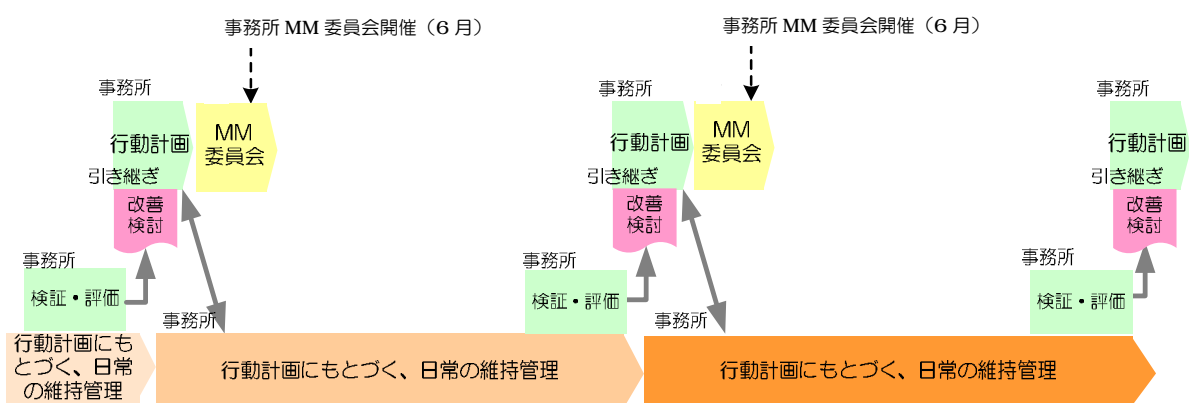 事務所 MM 委員会開催（6 月）
事務所 MM 委員会開催（6 月）
事務所
行動計画
引き継ぎ
改善
検討
MM
委員会
事務所
検証・評価
事務所
行動計画にも
とづく、日常
の維持管理
行動計画にもとづく、日常の維持管理
事務所
行動計画
引き継ぎ
改善
検討
MM
委員会
事務所
検証・評価
事務所
行動計画にもとづく、日常の維持管理
事務所
行動計画
引き継ぎ
改善
検討
事務所
検証・評価